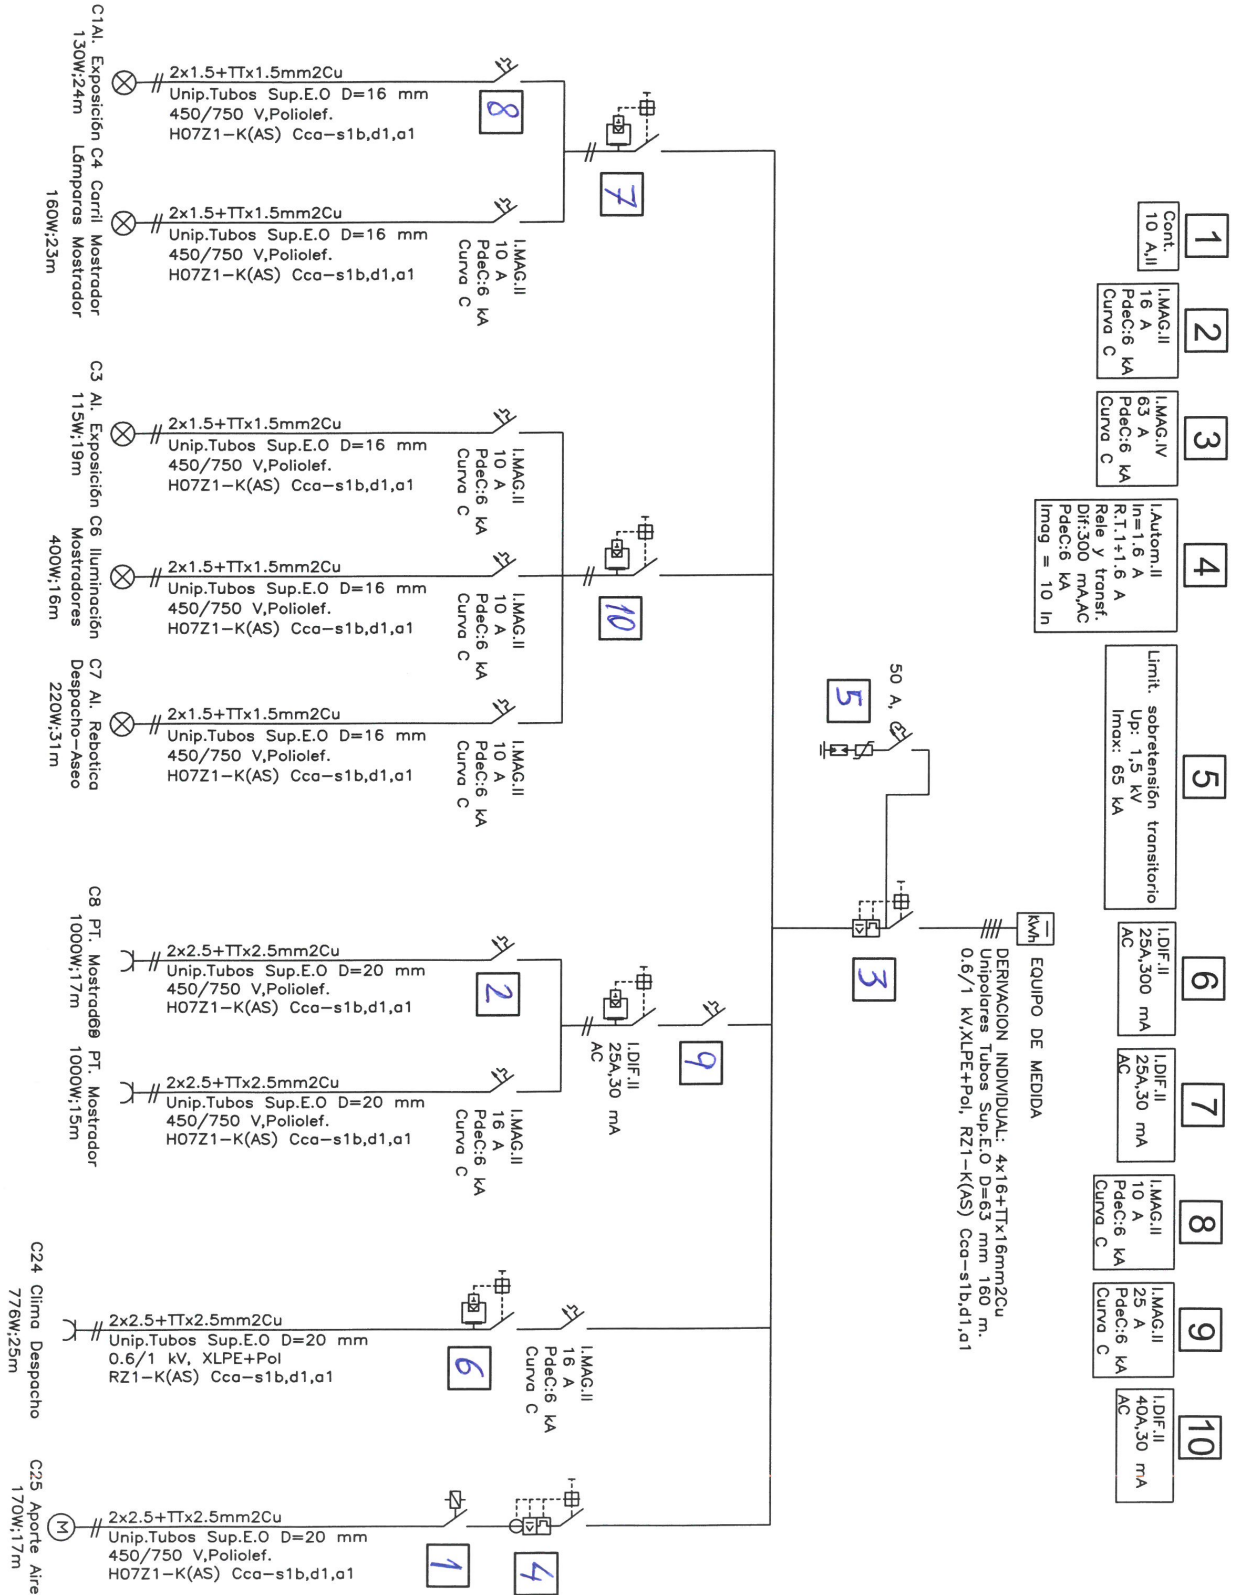 1
Cont.
10 A,II
2
I.MAG.II
16 A
PdeC:6 kA
Curva C
3
I.MAG.IV
63 A
PdeC:6 kA
Curva C
4
I.Autom.II
In=1.6 A
R.T.1÷1.6 A
Rele y transf.
Dif:300 mA,AC
PdeC:6 kA
Imag = 10 In
5
Limit. sobretensión transitorio
Up: 1,5 kV
Imax: 65 kA
6
I.DIF.II
25A,300 mA
AC
7
I.DIF.II
25A,30 mA
AC
8
I.MAG.II
10 A
PdeC:6 kA
Curva C
9
I.MAG.II
25 A
PdeC:6 kA
Curva C
10
I.DIF.II
40A,30 mA
AC
kWh
EQUIPO DE MEDIDA
DERIVACION INDIVIDUAL: 4x16+TTx16mm2Cu
Unipolares Tubos Sup.E.O D=63 mm 160 m.
0.6/1 kV,XLPE+Pol, RZ1-K(AS) Cca-s1b,d1,a1
50 A,
5
3
7
8
2x1.5+TTx1.5mm2Cu
Unip.Tubos Sup.E.O D=16 mm
450/750 V,Poliolef.
H07Z1-K(AS) Cca-s1b,d1,a1
C1Al. Exposición
130W;24m
I.MAG.II
10 A
PdeC:6 kA
Curva C
2x1.5+TTx1.5mm2Cu
Unip.Tubos Sup.E.O D=16 mm
450/750 V,Poliolef.
H07Z1-K(AS) Cca-s1b,d1,a1
C4 Carril Mostrador
Lámparas Mostrador
160W;23m
10
I.MAG.II
10 A
PdeC:6 kA
Curva C
2x1.5+TTx1.5mm2Cu
Unip.Tubos Sup.E.O D=16 mm
450/750 V,Poliolef.
H07Z1-K(AS) Cca-s1b,d1,a1
C3 Al. Exposición
115W;19m
I.MAG.II
10 A
PdeC:6 kA
Curva C
2x1.5+TTx1.5mm2Cu
Unip.Tubos Sup.E.O D=16 mm
450/750 V,Poliolef.
H07Z1-K(AS) Cca-s1b,d1,a1
C6 Iluminación
Mostradores
400W;16m
I.MAG.II
10 A
PdeC:6 kA
Curva C
2x1.5+TTx1.5mm2Cu
Unip.Tubos Sup.E.O D=16 mm
450/750 V,Poliolef.
H07Z1-K(AS) Cca-s1b,d1,a1
C7 Al. Rebotica
Despacho-Aseo
220W;31m
9
I.DIF.II
25A,30 mA
AC
2
2x2.5+TTx2.5mm2Cu
Unip.Tubos Sup.E.O D=20 mm
450/750 V,Poliolef.
H07Z1-K(AS) Cca-s1b,d1,a1
C8 PT.
1000W;17m
I.MAG.II
16 A
PdeC:6 kA
Curva C
2x2.5+TTx2.5mm2Cu
Unip.Tubos Sup.E.O D=20 mm
450/750 V,Poliolef.
H07Z1-K(AS) Cca-s1b,d1,a1
PT. Mostrador
1000W;15m
I.MAG.II
16 A
PdeC:6 kA
Curva C
6
2x2.5+TTx2.5mm2Cu
Unip.Tubos Sup.E.O D=20 mm
0.6/1 kV, XLPE+Pol
RZ1-K(AS) Cca-s1b,d1,a1
C24 Clima Despacho
776W;25m
4
1
2x2.5+TTx2.5mm2Cu
Unip.Tubos Sup.E.O D=20 mm
450/750 V,Poliolef.
H07Z1-K(AS) Cca-s1b,d1,a1
M
C25 Aporte Aire
170W;17m